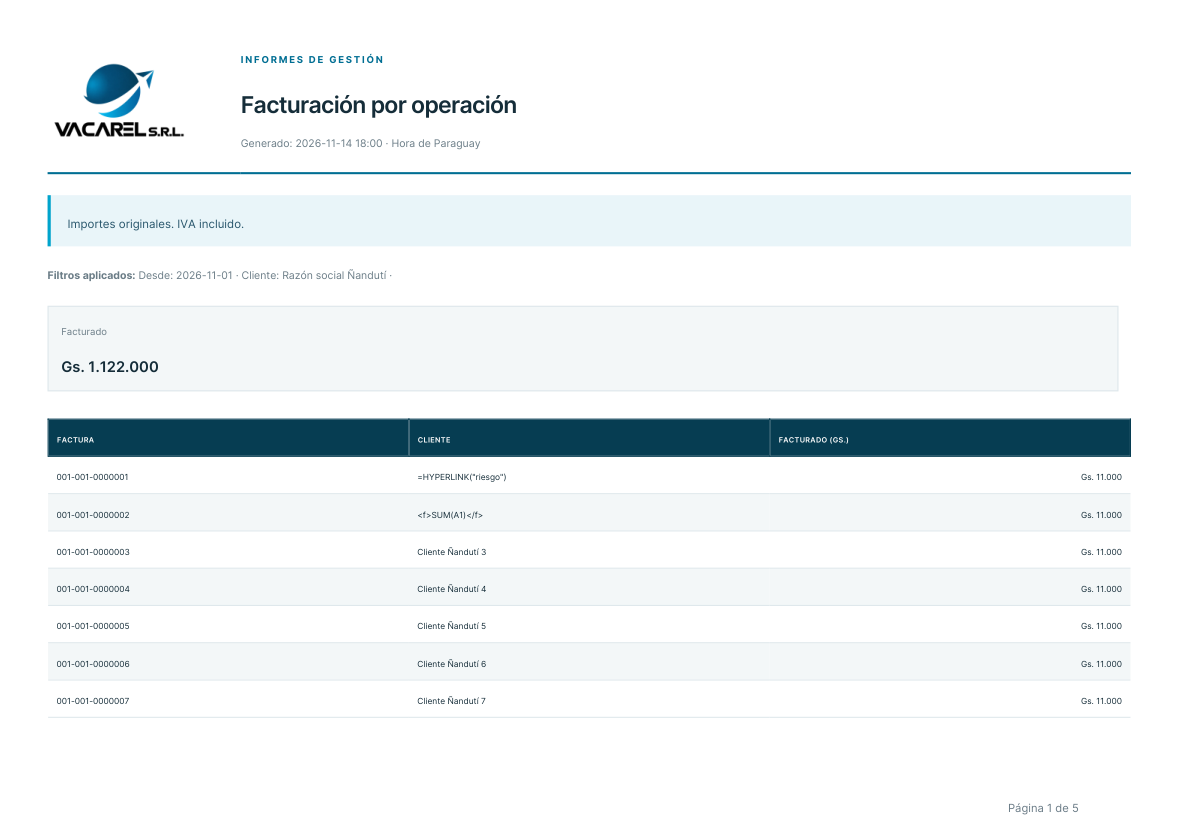 VACAREL S.R.L.
INFORMES DE GESTIÓN
Facturación por operación
Generado: 2026-11-14 18:00 · Hora de Paraguay
Importes originales. IVA incluido.
Filtros aplicados: Desde: 2026-11-01 · Cliente: Razón social Ñandutí ·
Facturado
Gs. 1.122.000
FACTURA CLIENTE FACTURADO (GS.)
001-001-0000001 =HYPERLINK("riesgo") Gs. 11.000
001-001-0000002 <f>SUM(A1)</f> Gs. 11.000
001-001-0000003 Cliente Ñandutí 3 Gs. 11.000
001-001-0000004 Cliente Ñandutí 4 Gs. 11.000
001-001-0000005 Cliente Ñandutí 5 Gs. 11.000
001-001-0000006 Cliente Ñandutí 6 Gs. 11.000
001-001-0000007 Cliente Ñandutí 7 Gs. 11.000
Página 1 de 5